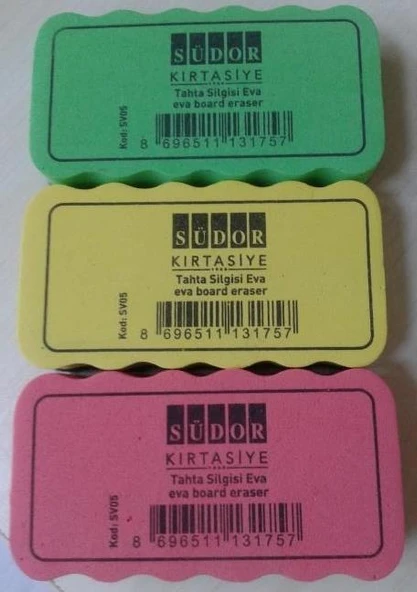 SÜDOR
KIRTASİYE
Tahta Silgisi Eva
eva board eraser
Kod: SV05
8 696511 131757
SÜDOR
KIRTASİYE
Tahta Silgisi Eva
eva board eraser
Kod: SV05
8 696511 131757
SÜDOR
KIRTASİYE
Tahta Silgisi Eva
eva board eraser
Kod: SV05
8 696511 131757